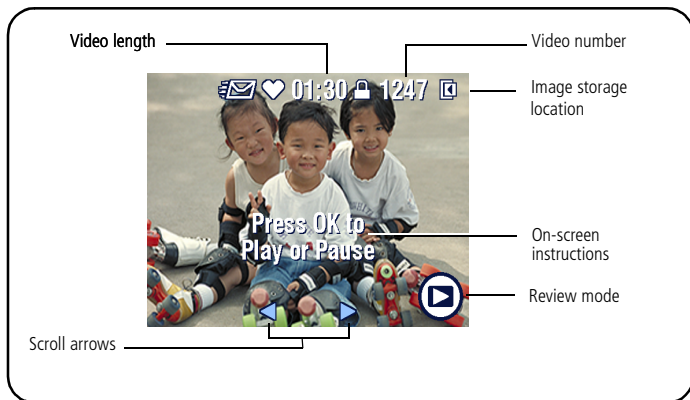 Video length
Video number
01:30 1247
Image storage
location
Press OK to
Play or Pause
On-screen
instructions
Review mode
Scroll arrows